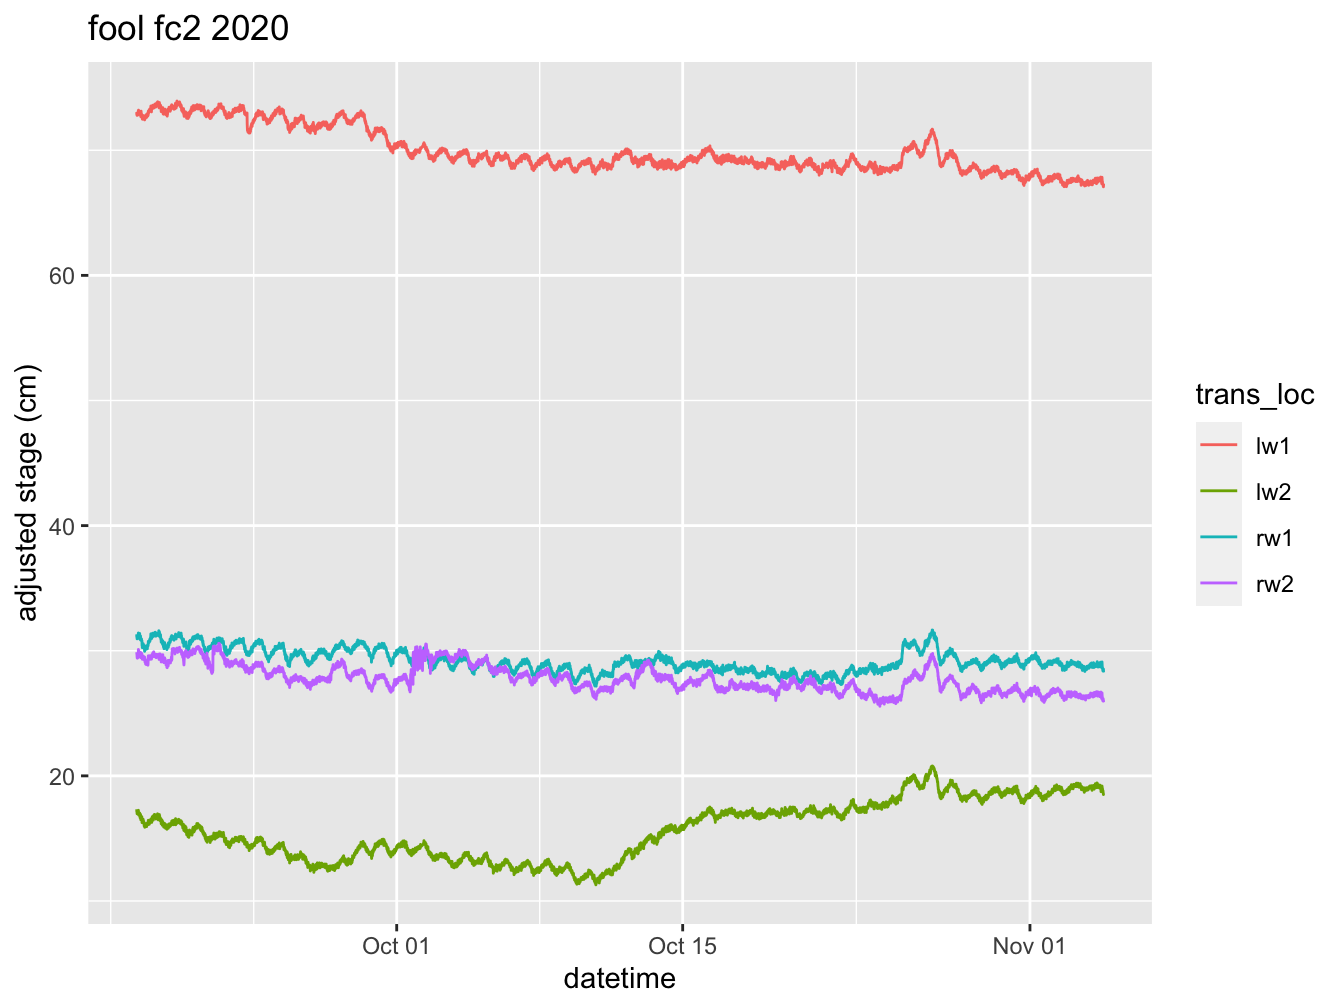 fool fc2 2020
adjusted stage (cm)
60
40
20
Oct 01
Oct 15
Nov 01
datetime
trans_loc
lw1
lw2
rw1
rw2